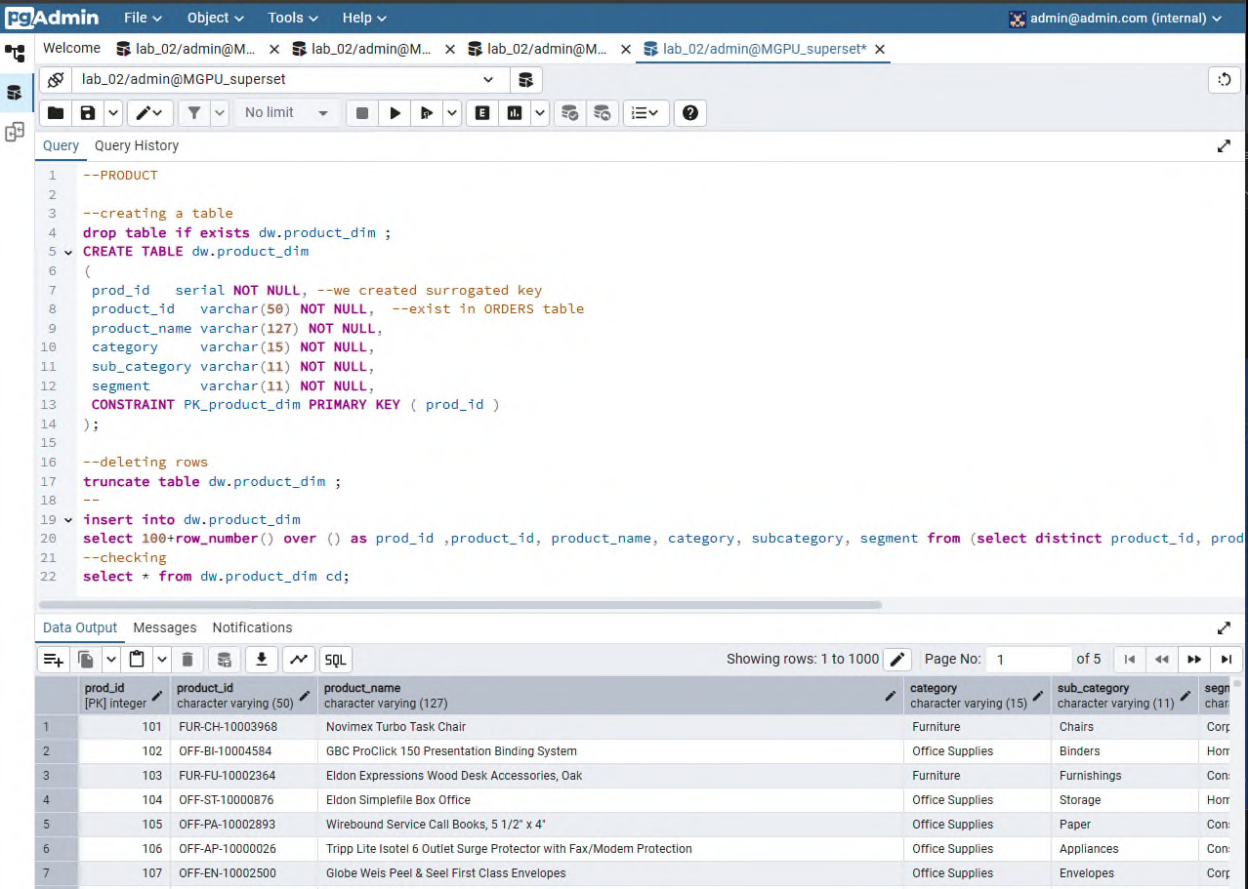 pgAdmin File Object Tools Help admin@admin.com (internal)
Welcome lab_02/admin@M... lab_02/admin@M... lab_02/admin@M... lab_02/admin@MGPU_superset*
lab_02/admin@MGPU_superset
No limit E
Query Query History
1 --PRODUCT
2
3 --creating a table
4 drop table if exists dw.product_dim ;
5 CREATE TABLE dw.product_dim
6 (
7 prod_id serial NOT NULL, --we created surrogated key
8 product_id varchar(50) NOT NULL, --exist in ORDERS table
9 product_name varchar(127) NOT NULL,
10 category varchar(15) NOT NULL,
11 sub_category varchar(11) NOT NULL,
12 segment varchar(11) NOT NULL,
13 CONSTRAINT PK_product_dim PRIMARY KEY ( prod_id )
14 );
15
16 --deleting rows
17 truncate table dw.product_dim ;
18 --
19 insert into dw.product_dim
20 select 100+row_number() over () as prod_id ,product_id, product_name, category, subcategory, segment from (select distinct product_id, prod
21 --checking
22 select * from dw.product_dim cd;
Data Output Messages Notifications
SQL Showing rows: 1 to 1000 Page No: 1 of 5
prod_id product_id product_name category sub_category segn
[PK] integer character varying (50) character varying (127) character varying (15) character varying (11) char
1 101 FUR-CH-10003968 Novimex Turbo Task Chair Furniture Chairs Corp
2 102 OFF-BI-10004584 GBC ProClick 150 Presentation Binding System Office Supplies Binders Hom
3 103 FUR-FU-10002364 Eldon Expressions Wood Desk Accessories, Oak Furniture Furnishings Con
4 104 OFF-ST-10000876 Eldon Simplefile Box Office Office Supplies Storage Hom
5 105 OFF-PA-10002893 Wirebound Service Call Books, 5 1/2" x 4" Office Supplies Paper Con
6 106 OFF-AP-10000026 Tripp Lite Isotel 6 Outlet Surge Protector with Fax/Modem Protection Office Supplies Appliances Con
7 107 OFF-EN-10002500 Globe Weis Peel & Seel First Class Envelopes Office Supplies Envelopes Corp